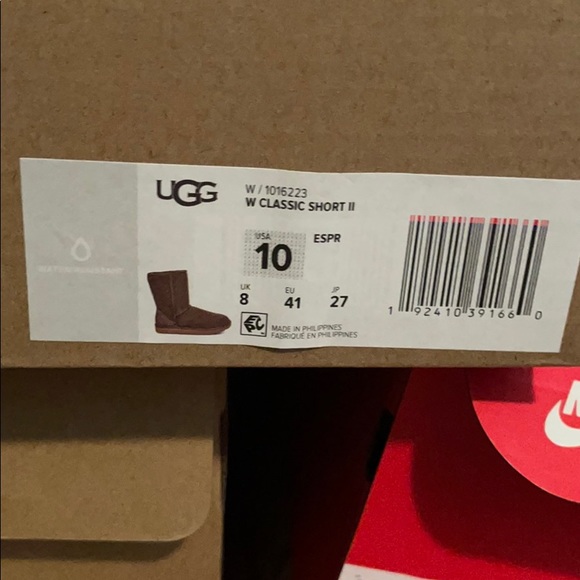 UGG
W / 1016223
W CLASSIC SHORT II
USA
10
ESPR
UK EU JP
8 41 27
EAC
MADE IN PHILIPPINES
FABRIQUÉ EN PHILIPPINES
1 92410 39166 0